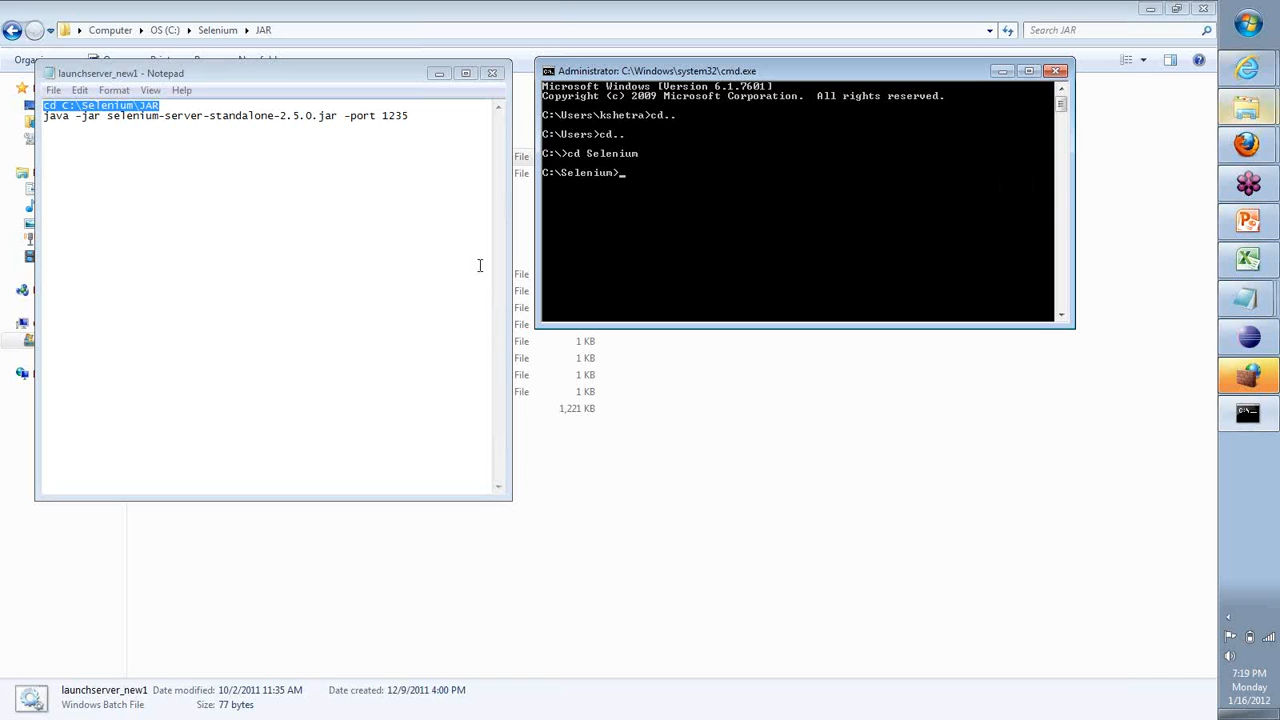 Computer ▸ OS (C:) ▸ Selenium ▸ JAR
Search JAR
launchserver_new1 - Notepad
File Edit Format View Help
cd C:\Selenium\JAR
java -jar selenium-server-standalone-2.5.0.jar -port 1235
Administrator: C:\Windows\system32\cmd.exe
Microsoft Windows [Version 6.1.7601]
Copyright (c) 2009 Microsoft Corporation. All rights reserved.
C:\Users\kshetra>cd..
C:\Users>cd..
C:\>cd Selenium
C:\Selenium>_
File
File
File
File
File
File
File 1 KB
File 1 KB
File 1 KB
File 1 KB
1,221 KB
launchserver_new1 Date modified: 10/2/2011 11:35 AM Date created: 12/9/2011 4:00 PM
Windows Batch File Size: 77 bytes
7:19 PM
Monday
1/16/2012